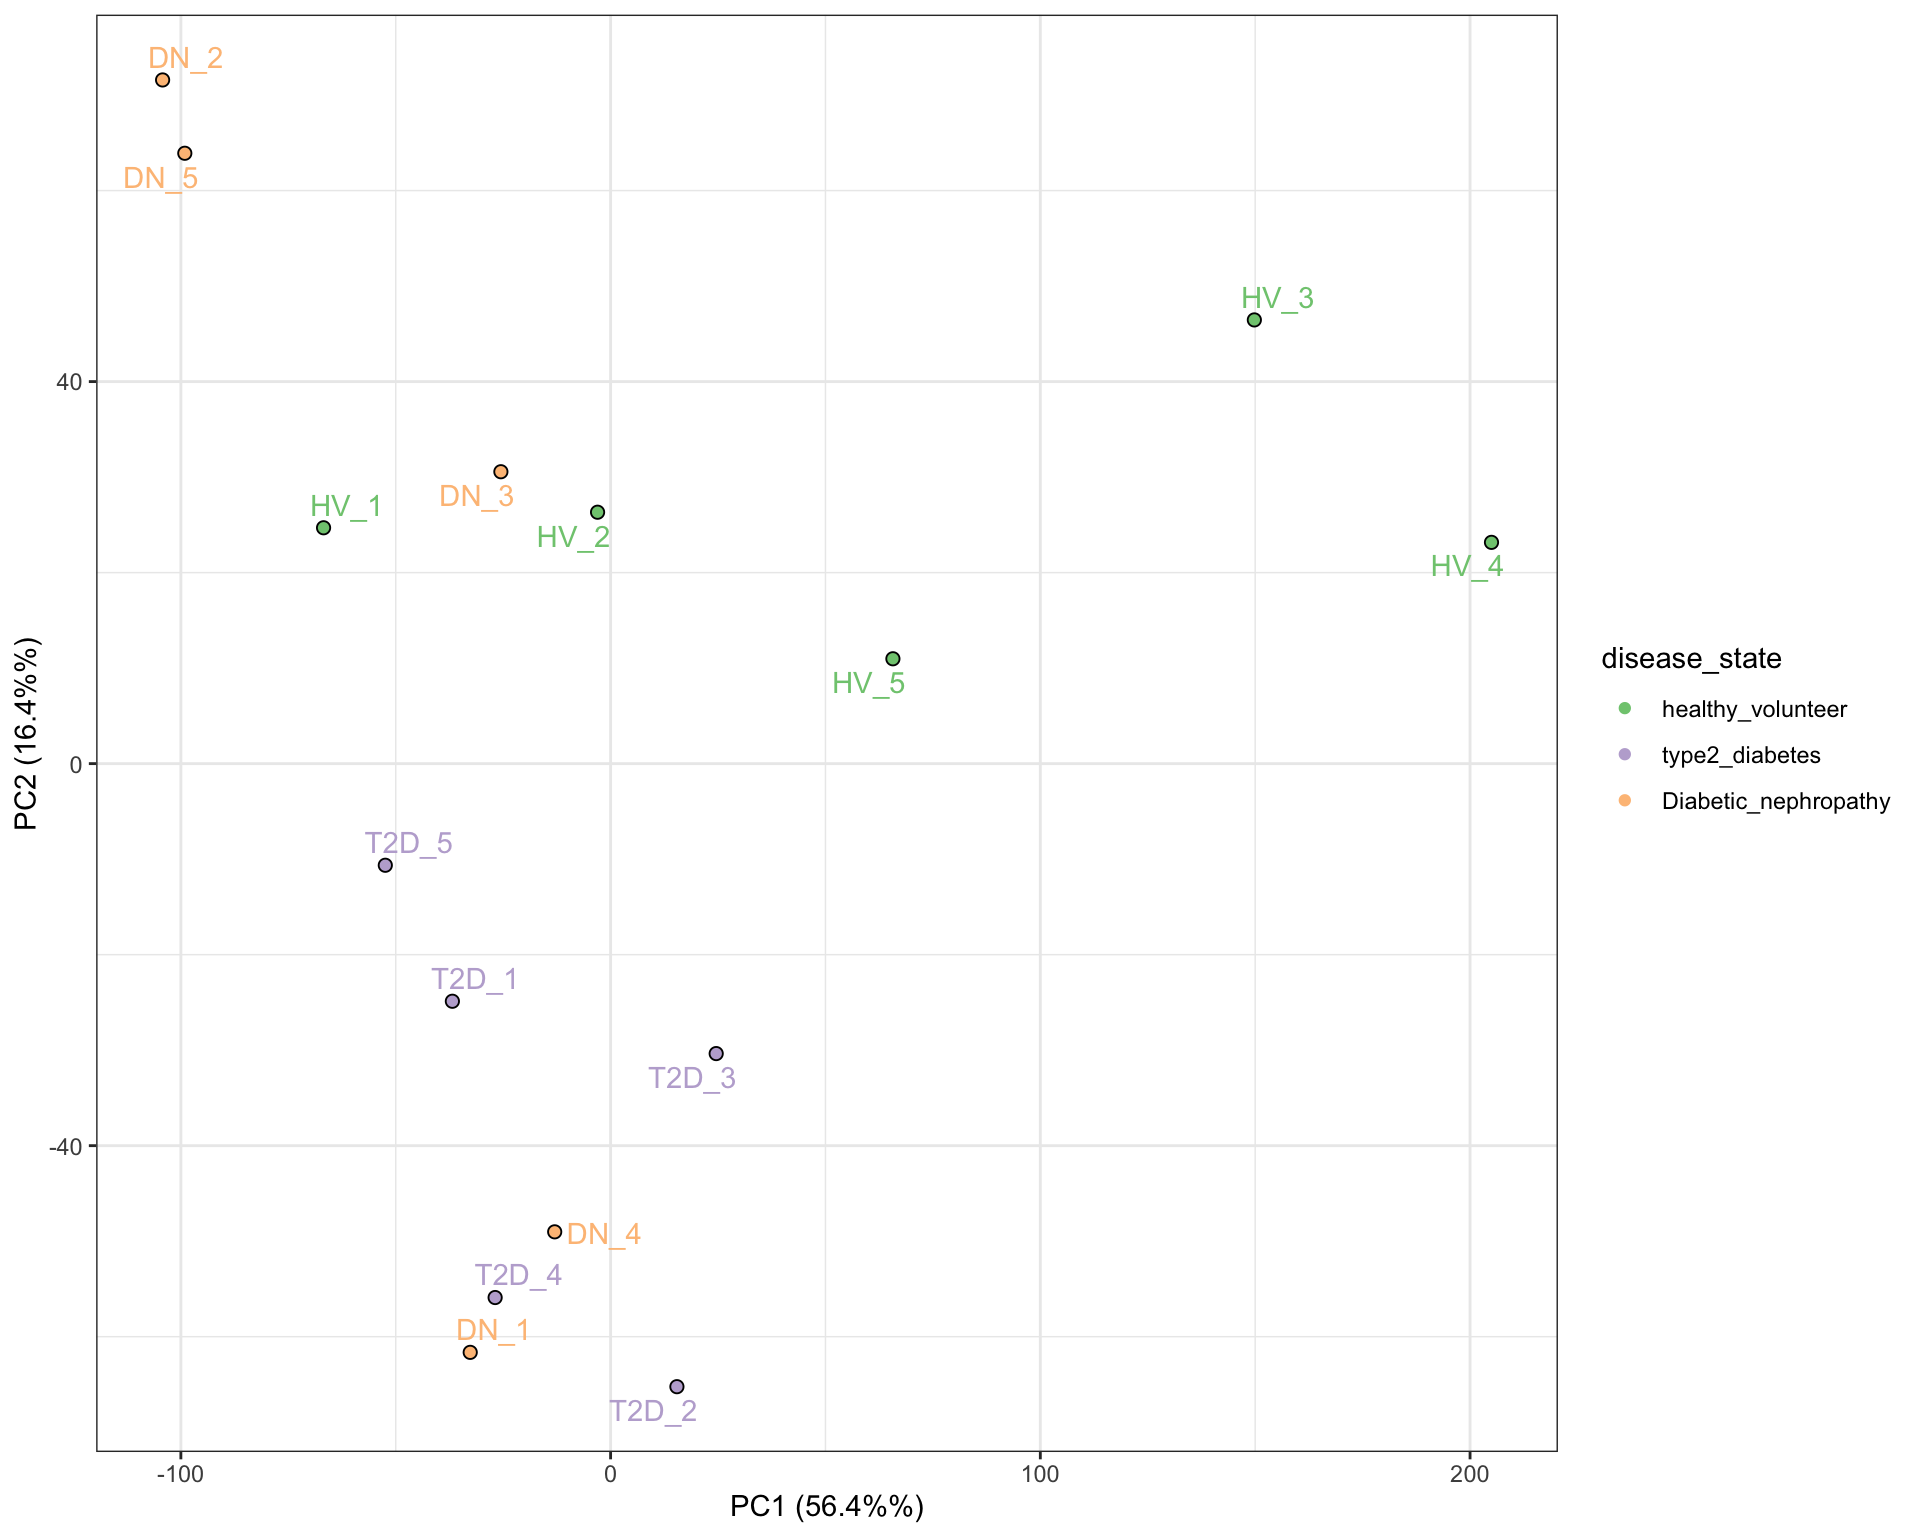 DN_2
DN_5
HV_3
40
DN_3
HV_1
HV_2
HV_4
HV_5
PC2 (16.4%%)
disease_state
healthy_volunteer
0
type2_diabetes
Diabetic_nephropathy
T2D_5
T2D_1
T2D_3
-40
DN_4
T2D_4
DN_1
T2D_2
-100
0
100
200
PC1 (56.4%%)